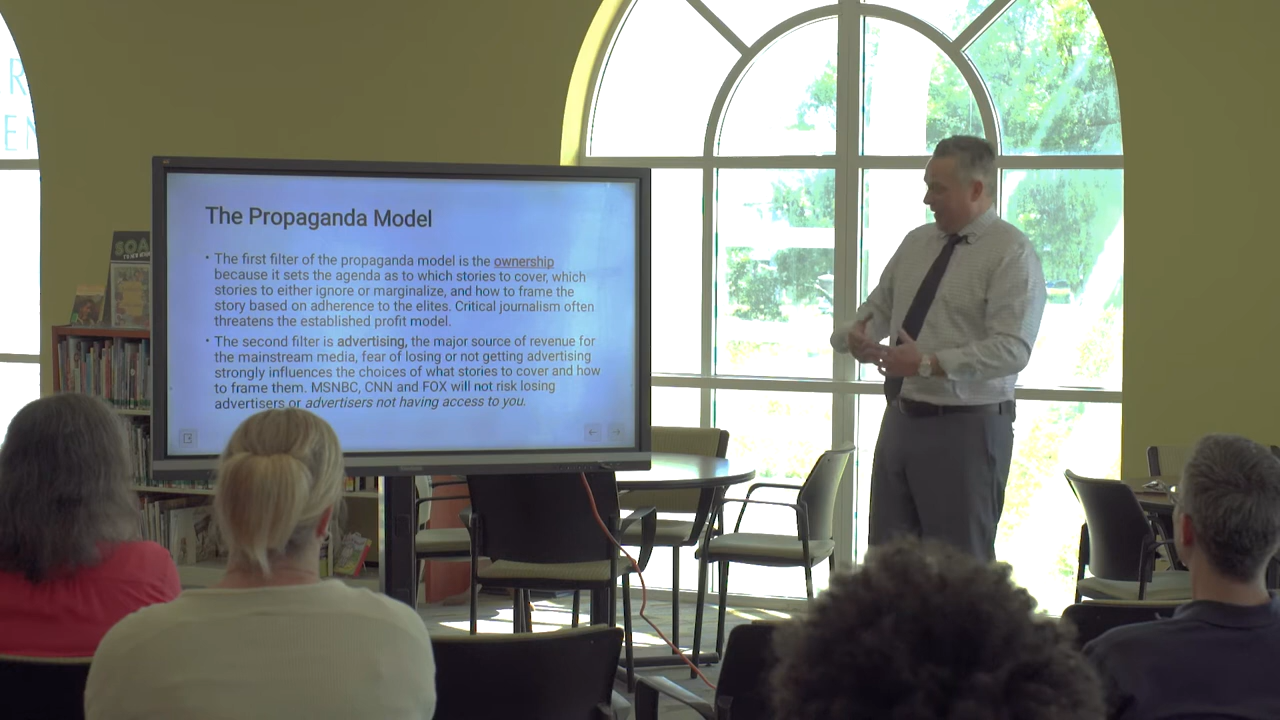 R
EN
SOA
The Propaganda Model
• The first filter of the propaganda model is the ownership
because it sets the agenda as to which stories to cover, which
stories to either ignore or marginalize, and how to frame the
story based on adherence to the elites. Critical journalism often
threatens the established profit model.
• The second filter is advertising, the major source of revenue for
the mainstream media, fear of losing or not getting advertising
strongly influences the choices of what stories to cover and how
to frame them. MSNBC, CNN and FOX will not risk losing
advertisers or advertisers not having access to you.